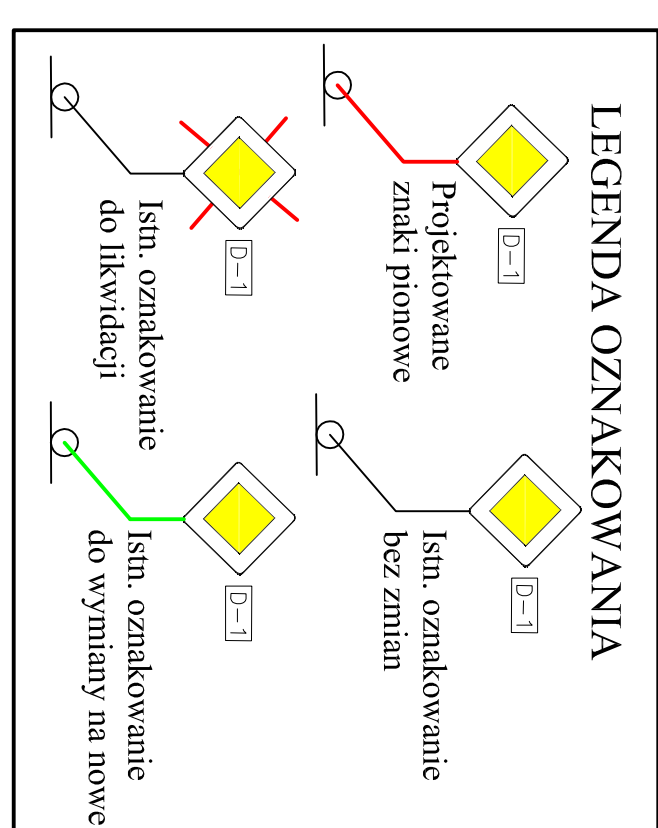 LEGENDA OZNAKOWANIA
D-1
Projektowane
znaki pionowe
D-1
Istn. oznakowanie
bez zmian
D-1
Istn. oznakowanie
do likwidacji
D-1
Istn. oznakowanie
do wymiany na nowe